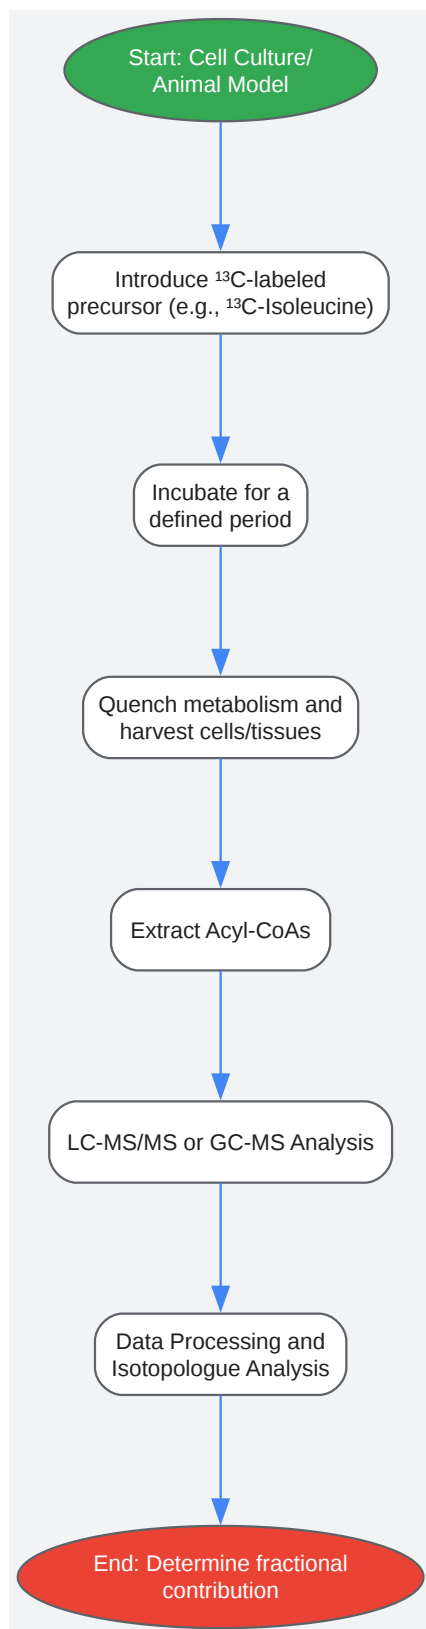 Start: Cell Culture/
Animal Model
Introduce ¹³C-labeled
precursor (e.g., ¹³C-Isoleucine)
Incubate for a
defined period
Quench metabolism and
harvest cells/tissues
Extract Acyl-CoAs
LC-MS/MS or GC-MS Analysis
Data Processing and
Isotopologue Analysis
End: Determine fractional
contribution